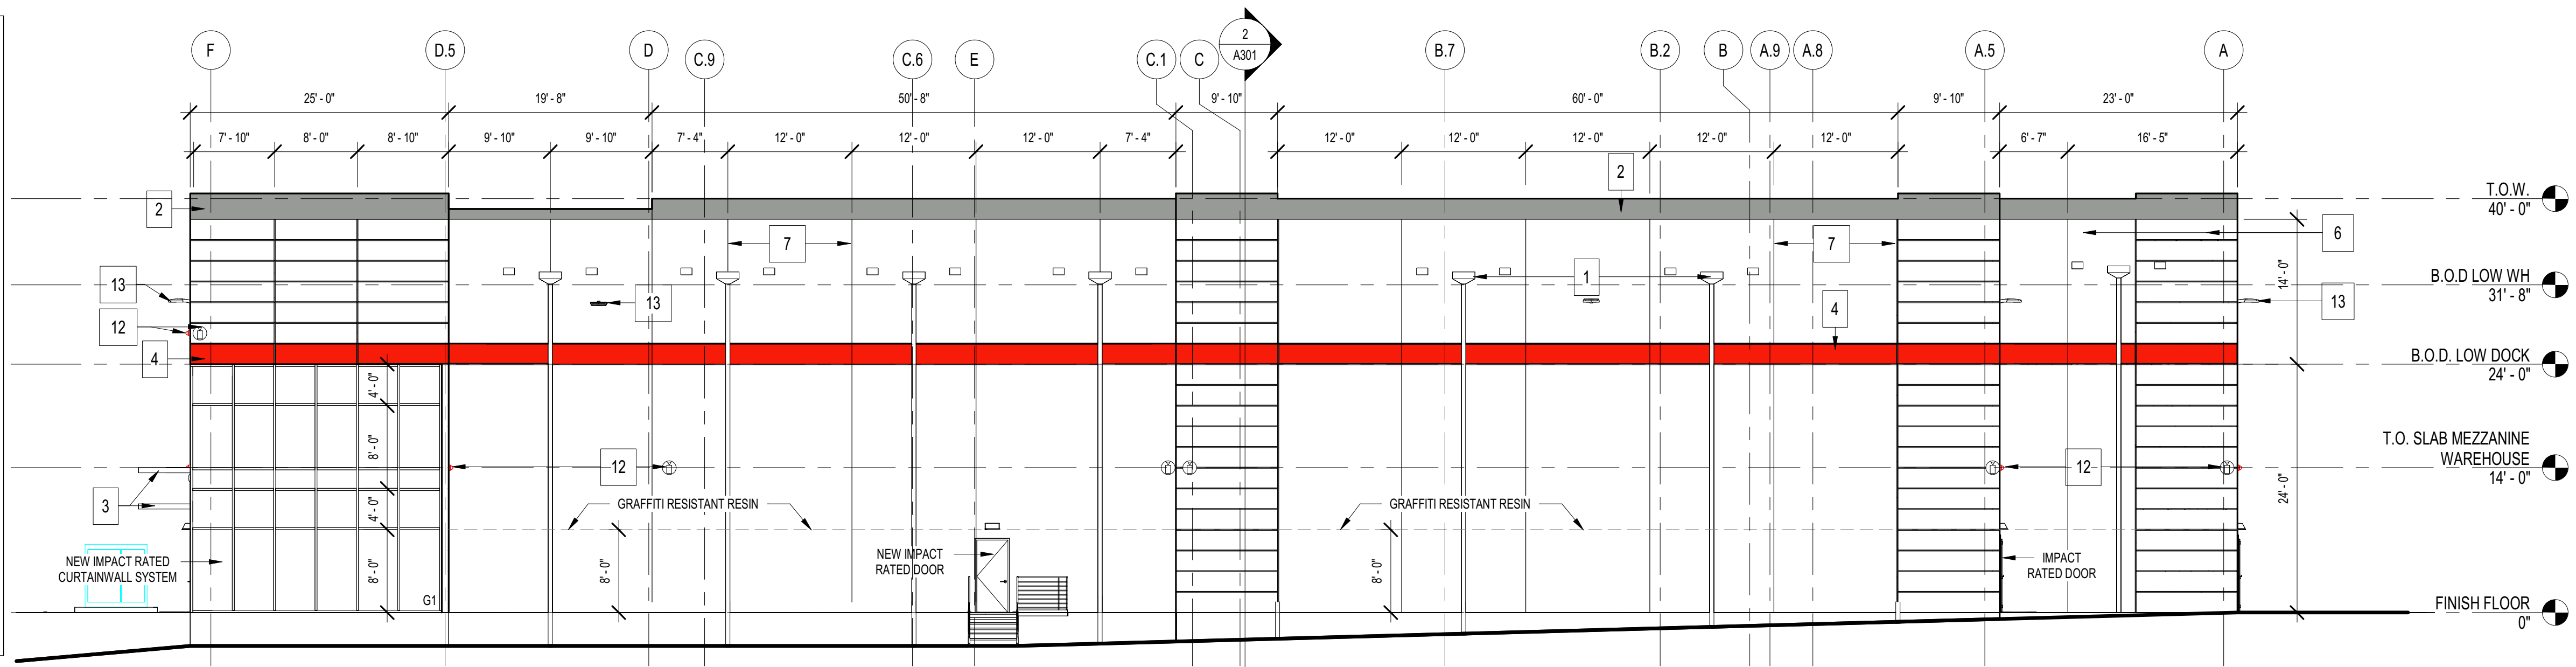 2
A301
F
D.5
D
C.9
C.6
E
C.1
C
B.7
B.2
B
A.9
A.8
A.5
A
25' - 0"
19' - 8"
50' - 8"
9' - 10"
60' - 0"
9' - 10"
23' - 0"
7' - 10"
8' - 0"
8' - 10"
9' - 10"
9' - 10"
7' - 4"
12' - 0"
12' - 0"
12' - 0"
7' - 4"
12' - 0"
12' - 0"
12' - 0"
12' - 0"
12' - 0"
6' - 7"
16' - 5"
2
2
T.O.W.
40' - 0"
7
7
6
13
13
1
14' - 0"
B.O.D LOW WH
31' - 8"
13
12
4
4
B.O.D. LOW DOCK
24' - 0"
4' - 0"
8' - 0"
12
12
T.O. SLAB MEZZANINE
WAREHOUSE
14' - 0"
3
4' - 0"
GRAFFITI RESISTANT RESIN
GRAFFITI RESISTANT RESIN
24' - 0"
NEW IMPACT RATED
CURTAINWALL SYSTEM
8' - 0"
8' - 0"
NEW IMPACT
RATED DOOR
8' - 0"
IMPACT
RATED DOOR
G1
FINISH FLOOR
0"